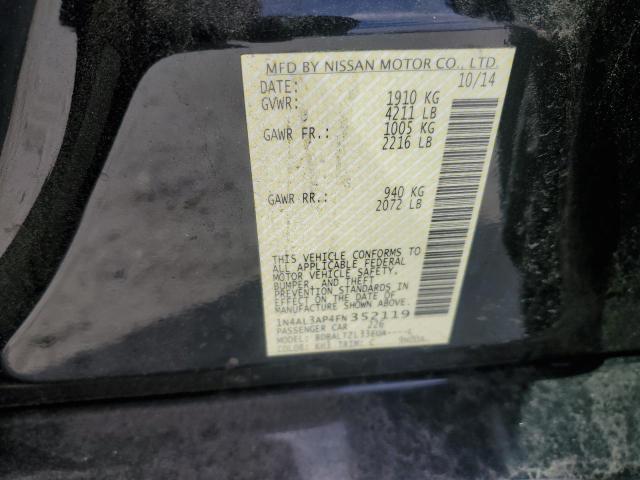 MFD BY NISSAN MOTOR CO., LTD.
DATE: 10/14
GVWR: 1910 KG
4211 LB
GAWR FR.: 1005 KG
2216 LB
GAWR RR.: 940 KG
2072 LB
THIS VEHICLE CONFORMS TO
ALL APPLICABLE FEDERAL
MOTOR VEHICLE SAFETY,
BUMPER, AND THEFT
PREVENTION STANDARDS IN
EFFECT ON THE DATE OF
MANUFACTURE SHOWN ABOVE.
1N4AL3AP4FN352119
PASSENGER CAR 226
MODEL:
COLOR: KH3 TRIM: C